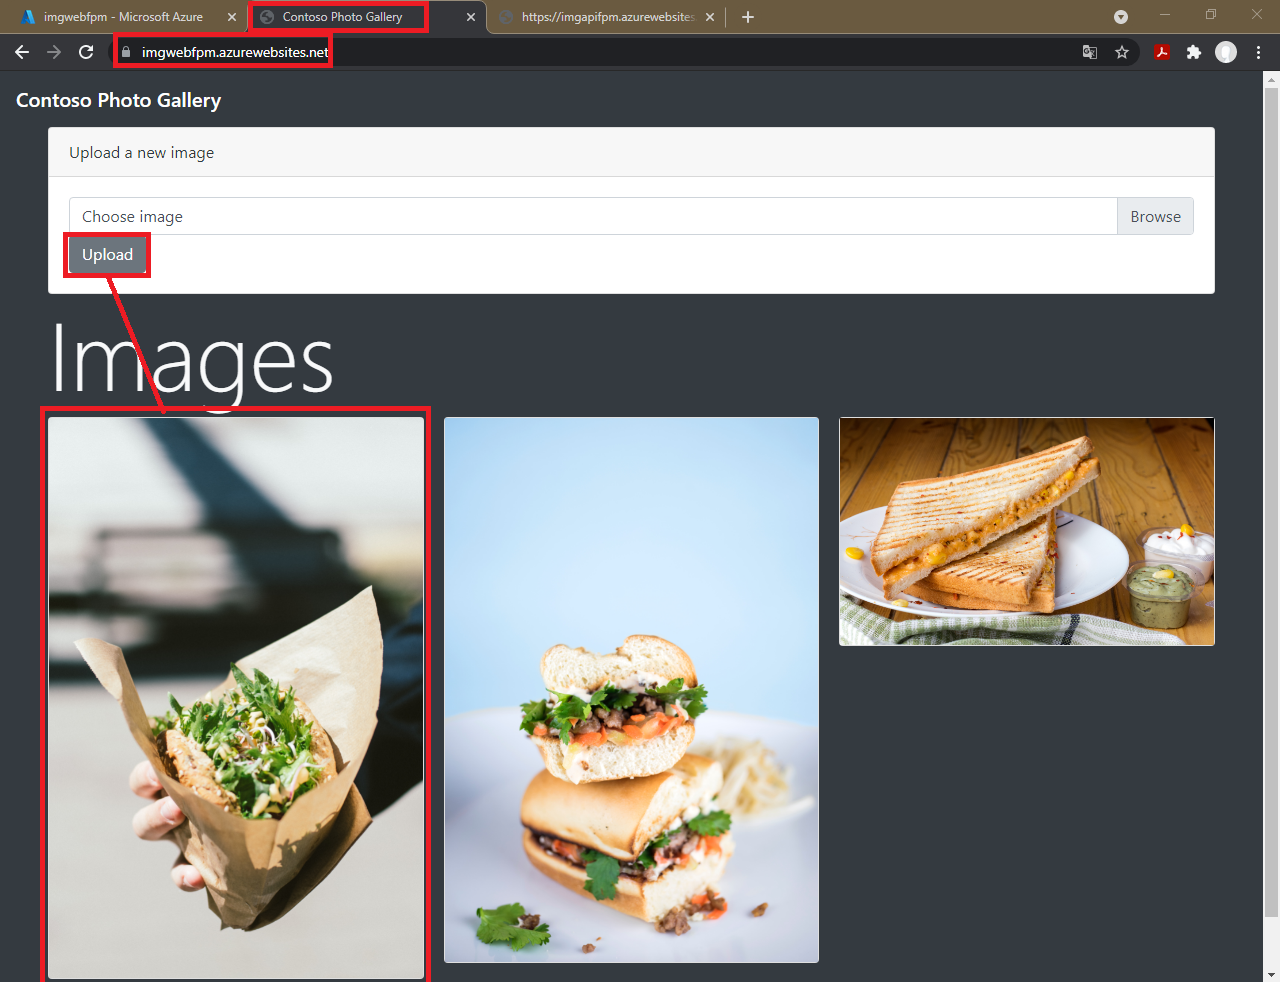 imgwebfpm - Microsoft Azure
Contoso Photo Gallery
https://imgapifpm.azurewebsites.
imgwebfpm.azurewebsites.net
Contoso Photo Gallery
Upload a new image
Choose image
Browse
Upload
Images